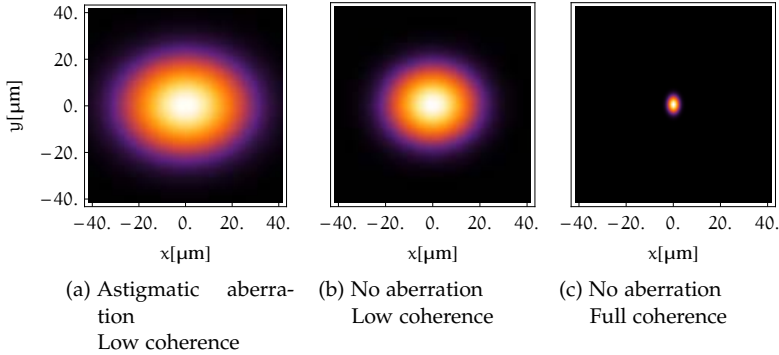 40.
20.
0.
−20.
−40.
y[μm]
−40. −20. 0. 20. 40.
x[μm]
−40. −20. 0. 20. 40.
x[μm]
−40. −20. 0. 20. 40.
x[μm]
(a) Astigmatic aberra-
tion
Low coherence
(b) No aberration
Low coherence
(c) No aberration
Full coherence